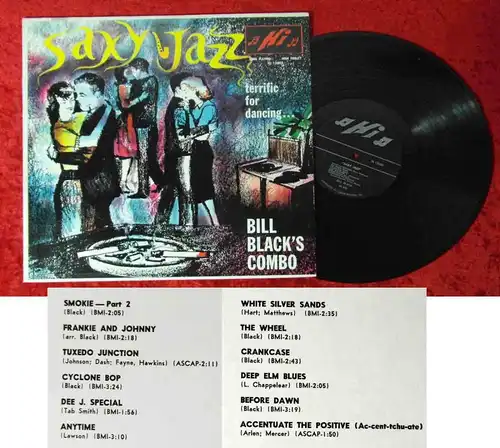 saxy Jazz
Hi
terrific
for
dancing...
BILL
BLACK'S
COMBO
Hi
SMOKIE—Part 2
(Black) (BMI-2:05)
FRANKIE AND JOHNNY
(arr. Black) (BMI-2:18)
TUXEDO JUNCTION
(Johnson; Dash; Feyne, Hawkins) (ASCAP-2:11)
CYCLONE BOP
(Black) (BMI-3:24)
DEE J. SPECIAL
(Tab Smith) (BMI-1:56)
ANYTIME
(Lawson) (BMI-3:10)
WHITE SILVER SANDS
(Hart; Matthews) (BMI-2:35)
THE WHEEL
(Black) (BMI-2:18)
CRANKCASE
(Black) (BMI-2:43)
DEEP ELM BLUES
(L. Chappelear) (BMI-2:05)
BEFORE DAWN
(Black) (BMI-3:19)
ACCENTUATE THE POSITIVE (Ac-cent-tchu-ate)
(Arlen; Mercer) (ASCAP-1:50)